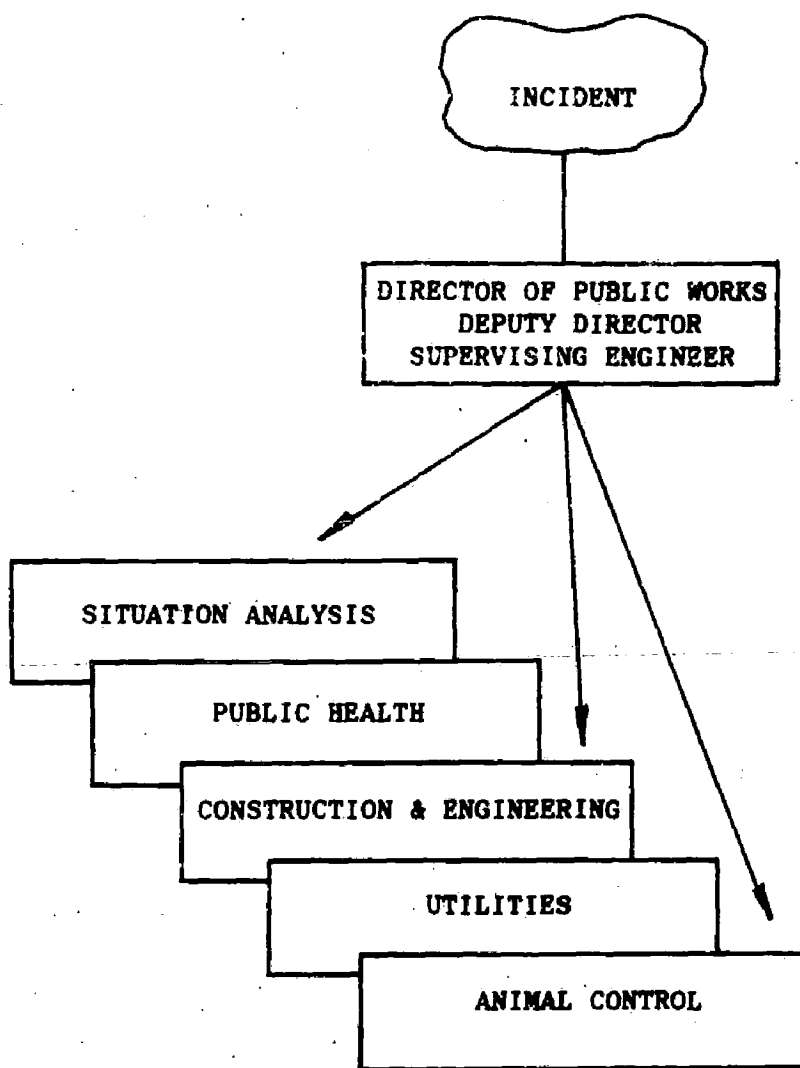 INCIDENT
DIRECTOR OF PUBLIC WORKS
DEPUTY DIRECTOR
SUPERVISING ENGINEER
SITUATION ANALYSIS
PUBLIC HEALTH
CONSTRUCTION & ENGINEERING
UTILITIES
ANIMAL CONTROL